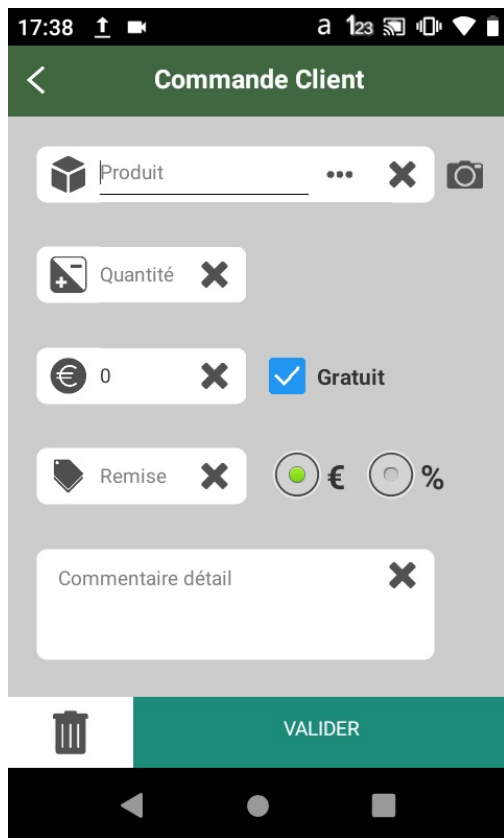 17:38 a 123
Commande Client
Produit
Quantité
€ 0 Gratuit
Remise € %
Commentaire détail
VALIDER